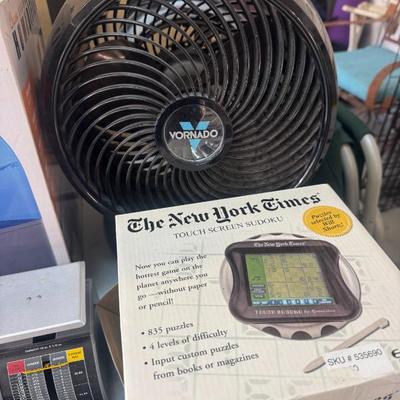 VORNADO
The New York Times
TOUCH SCREEN SUDOKU
Puzzles
selected by
Will
Shortz!
Now you can play the
hottest game on the
planet anywhere you
go — without paper
or pencil!
The New York Times
TOUCH SUDOKU
• 835 puzzles
• 4 levels of difficulty
• Input custom puzzles
from books or magazines
SKU # 535690